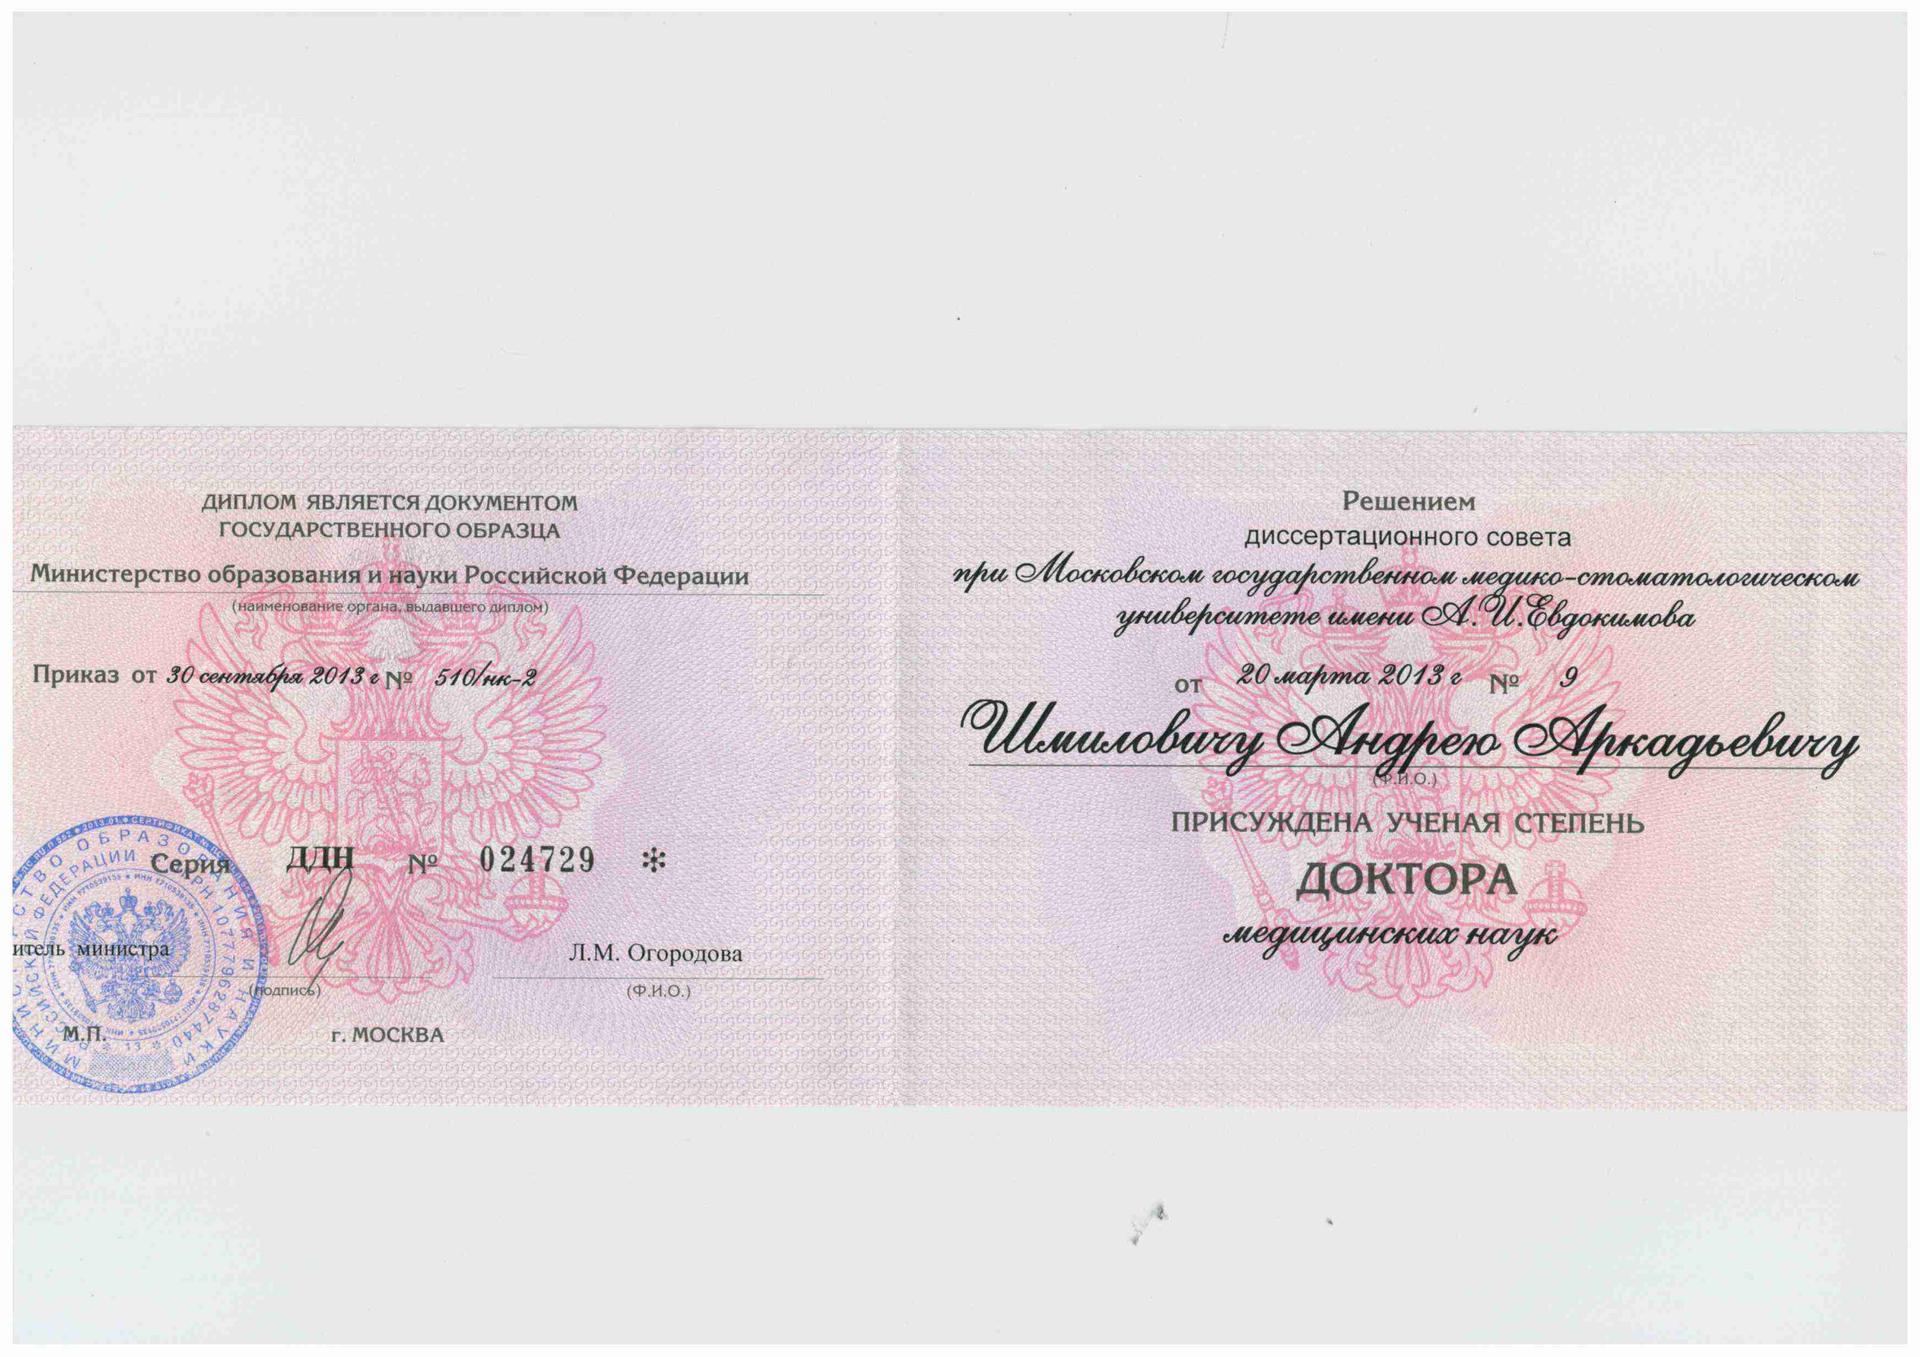 ДИПЛОМ ЯВЛЯЕТСЯ ДОКУМЕНТОМ
ГОСУДАРСТВЕННОГО ОБРАЗЦА
Министерство образования и науки Российской Федерации
(наименование органа, выдавшего диплом)
Приказ от 30 сентября 2013 г № 510/нк-2
Серия ДДН № 024729 *
итель министра
Л.М. Огородова
(подпись)
(Ф.И.О.)
М.П.
г. МОСКВА
Решением
диссертационного совета
при Московском государственном медико-стоматологическом
университете имени А.И.Евдокимова
от 20 марта 2013 г № 9
Шмиловичу Андрею Аркадьевичу
(Ф.И.О.)
ПРИСУЖДЕНА УЧЕНАЯ СТЕПЕНЬ
ДОКТОРА
медицинских наук